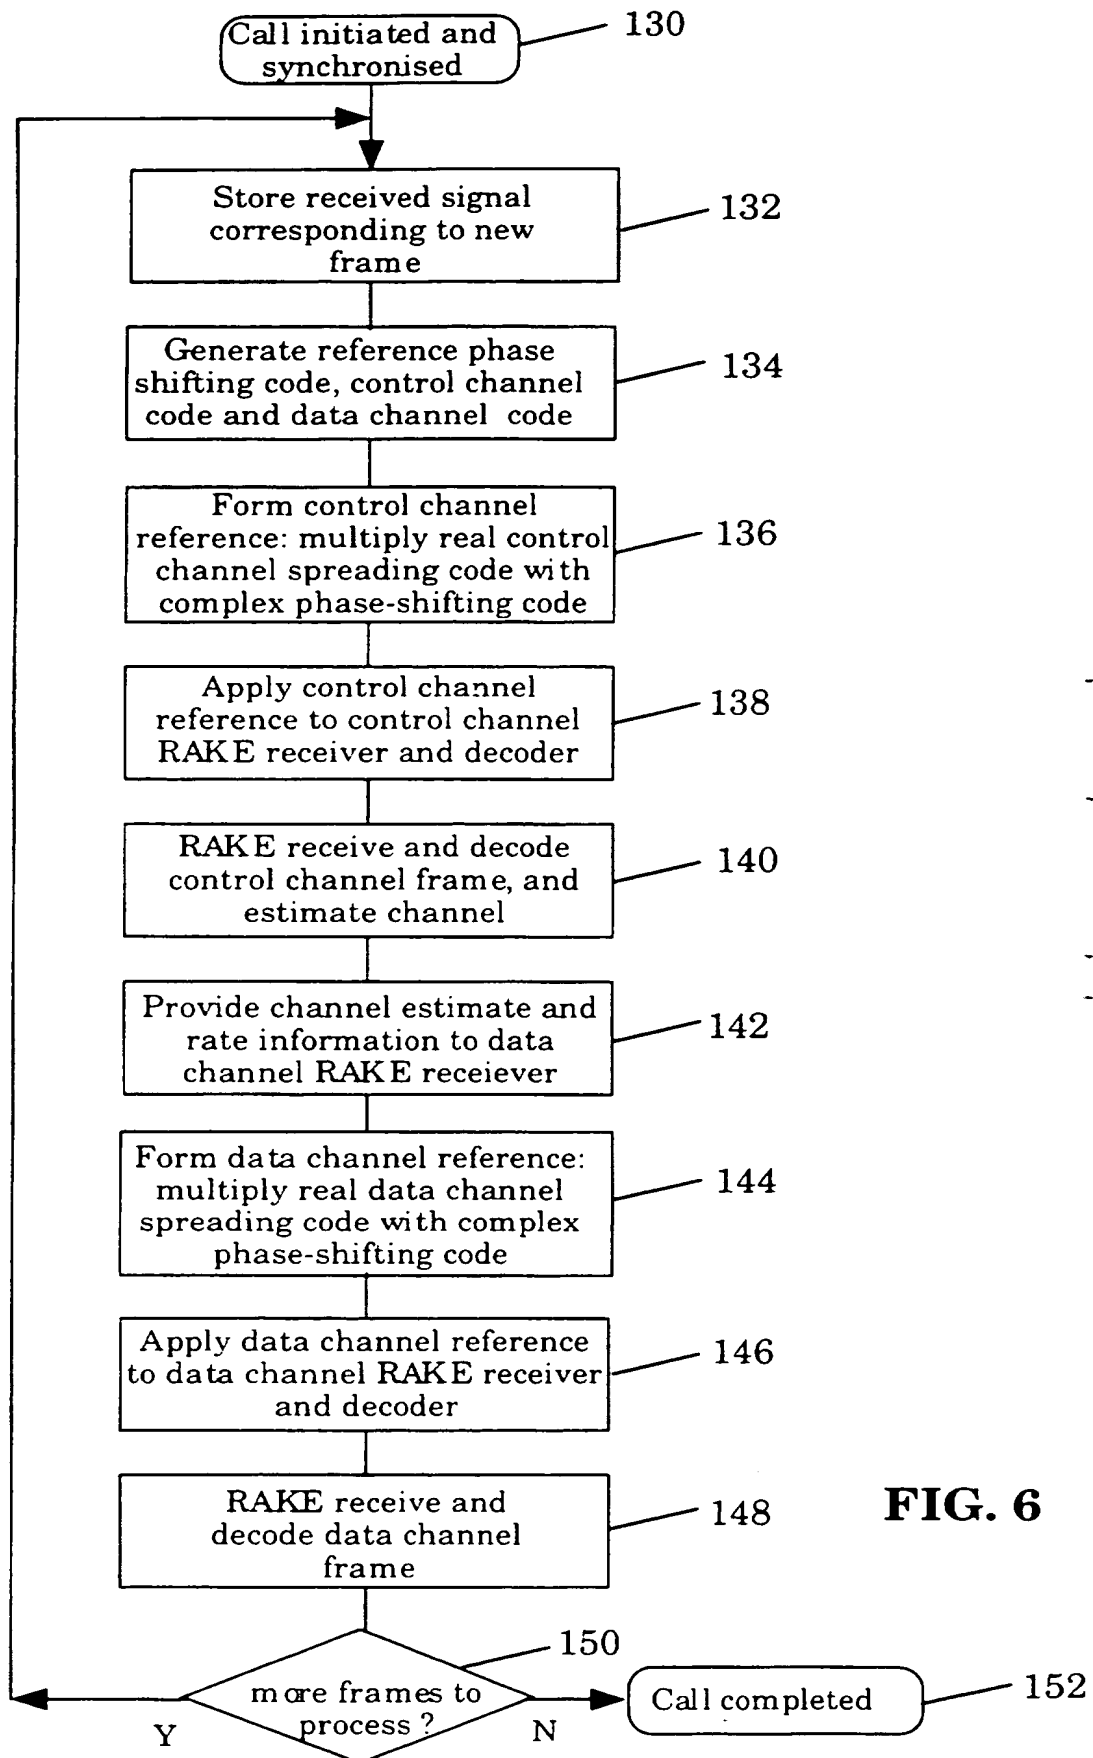 Call initiated and
synchronised
130
Store received signal
corresponding to new
frame
132
Generate reference phase
shifting code, control channel
code and data channel code
134
Form control channel
reference: multiply real control
channel spreading code with
complex phase-shifting code
136
Apply control channel
reference to control channel
RAKE receiver and decoder
138
RAKE receive and decode
control channel frame, and
estimate channel
140
Provide channel estimate and
rate information to data
channel RAKE receiever
142
Form data channel reference:
multiply real data channel
spreading code with complex
phase-shifting code
144
Apply data channel reference
to data channel RAKE receiver
and decoder
146
RAKE receive and
decode data channel
frame
148
FIG. 6
150
more frames to
process ?
Y
N
Call completed
152